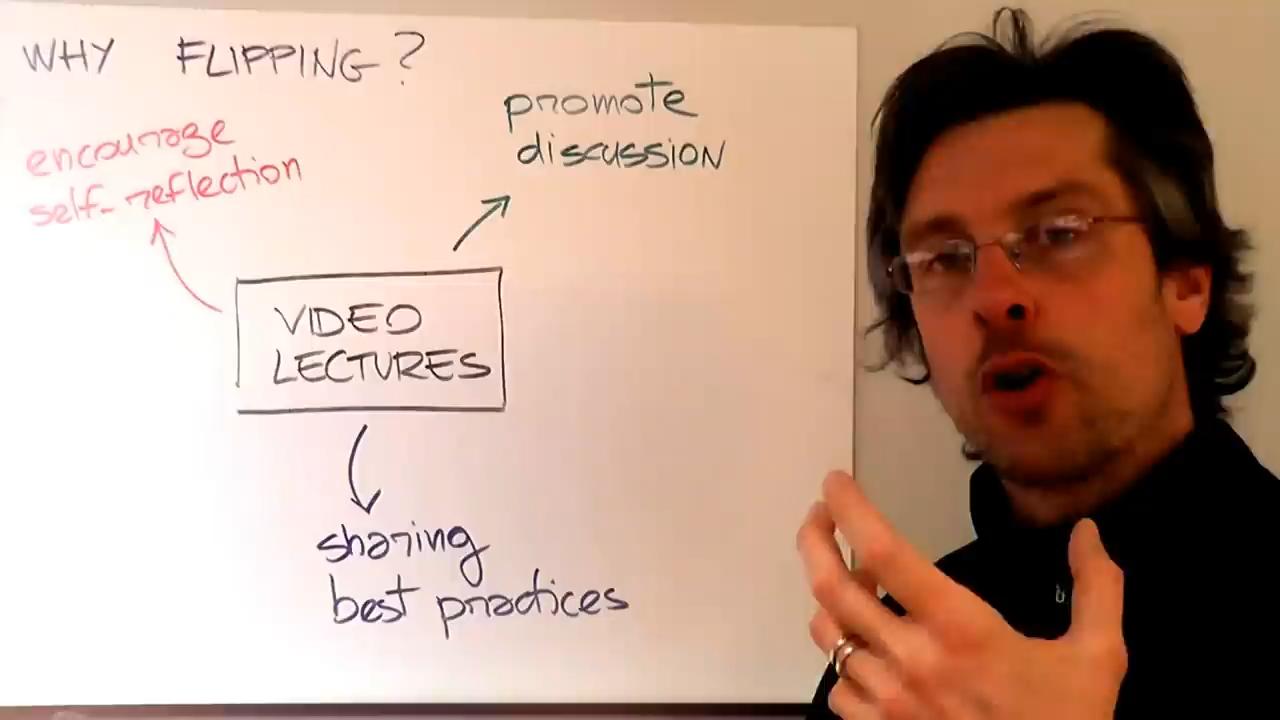 WHY FLIPPING?
encourage
self-reflection
promote
discussion
VIDEO
LECTURES
sharing
best practices